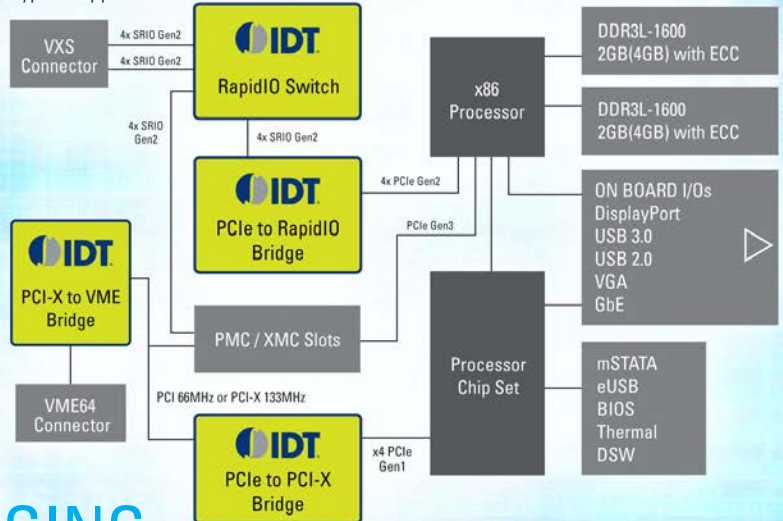 VXS
Connector
4x SRIO Gen2
4x SRIO Gen2
IDT
RapidIO Switch
4x SRIO
Gen2
4x SRIO Gen2
IDT
PCIe to RapidIO
Bridge
4x PCIe Gen2
PCIe Gen3
x86
Processor
DDR3L-1600
2GB(4GB) with ECC
DDR3L-1600
2GB(4GB) with ECC
ON BOARD I/Os
DisplayPort
USB 3.0
USB 2.0
VGA
GbE
IDT
PCI-X to VME
Bridge
PMC / XMC Slots
Processor
Chip Set
mSTATA
eUSB
BIOS
Thermal
DSW
VME64
Connector
PCI 66MHz or PCI-X 133MHz
IDT
PCIe to PCI-X
Bridge
x4 PCIe
Gen1